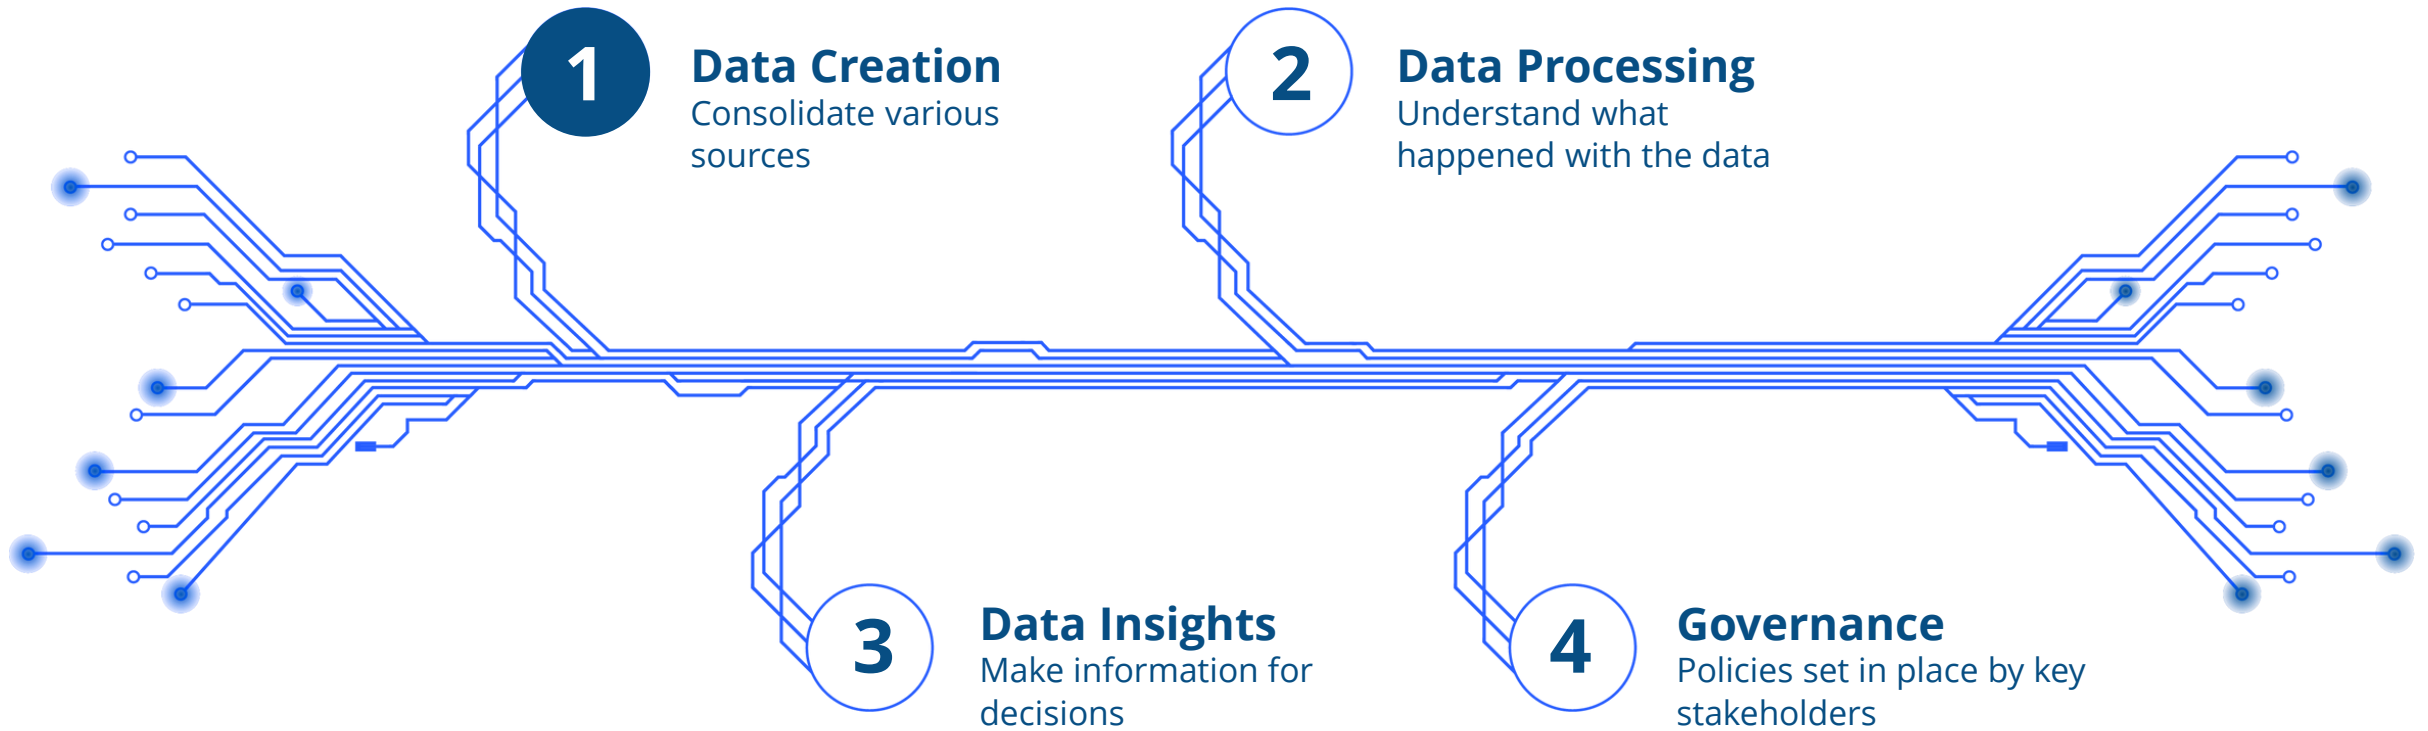 1
Data Creation
Consolidate various
sources
2
Data Processing
Understand what
happened with the data
3
Data Insights
Make information for
decisions
4
Governance
Policies set in place by key
stakeholders